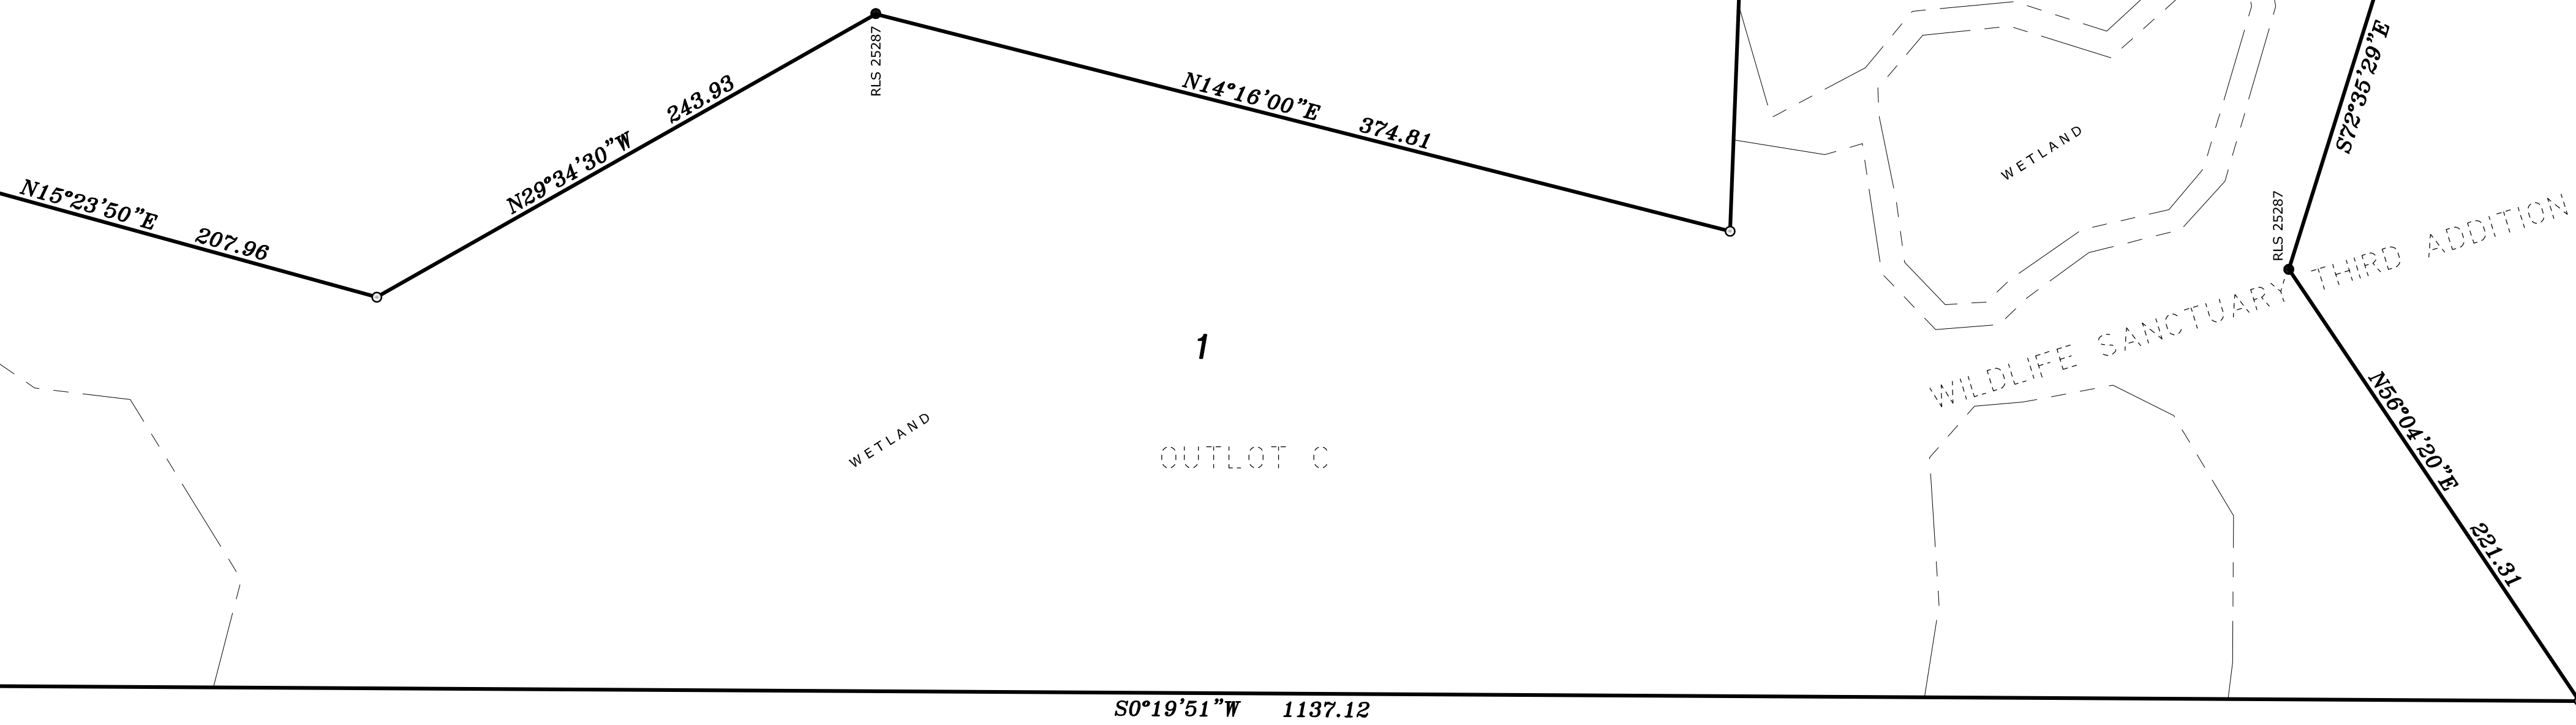 RLS 25287
N14°16'00"E 374.81
N29°34'30"W 243.93
N15°23'50"E 207.96
S72°35'29"E
WETLAND
RLS 25287
WILDLIFE SANCTUARY THIRD ADDITION
1
WETLAND
OUTLOT C
N56°04'20"E 221.31
S0°19'51"W 1137.12